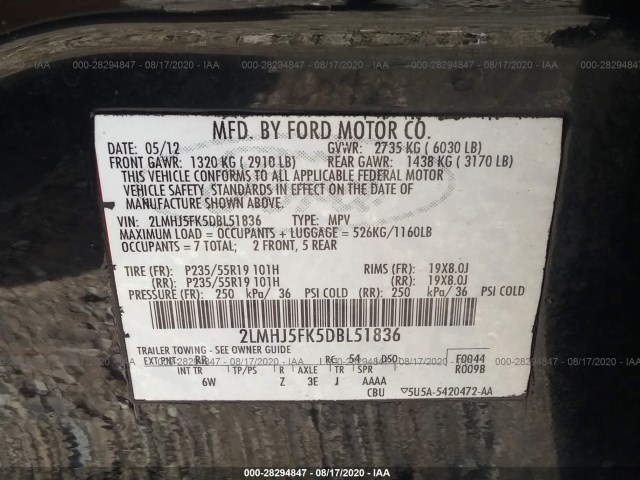 000-28294847 - 08/17/2020 - IAA
MFD. BY FORD MOTOR CO.
DATE: 05/12 GVWR: 2735 KG ( 6030 LB)
FRONT GAWR: 1320 KG ( 2910 LB) REAR GAWR: 1438 KG ( 3170 LB)
THIS VEHICLE CONFORMS TO ALL APPLICABLE FEDERAL MOTOR
VEHICLE SAFETY STANDARDS IN EFFECT ON THE DATE OF
MANUFACTURE SHOWN ABOVE.
VIN: 2LMHJ5FK5DBL51836 TYPE: MPV
MAXIMUM LOAD = OCCUPANTS + LUGGAGE = 526KG/1160LB
OCCUPANTS = 7 TOTAL; 2 FRONT, 5 REAR
TIRE (FR): P235/55R19 101H RIMS (FR): 19X8.0J
(RR): P235/55R19 101H (RR): 19X8.0J
PRESSURE (FR): 250 kPa/ 36 PSI COLD (RR): 250 kPa/ 36 PSI COLD
2LMHJ5FK5DBL51836
TRAILER TOWING - SEE OWNER GUIDE
EXT PNT: RR RC: 54 DSO: F0044
R0098
INT TR TP/PS R AXLE TR SPR
6W Z 3E J AAAA
CBU ▽5U5A-5420472-AA
000-28294847 - 08/17/2020 - IAA